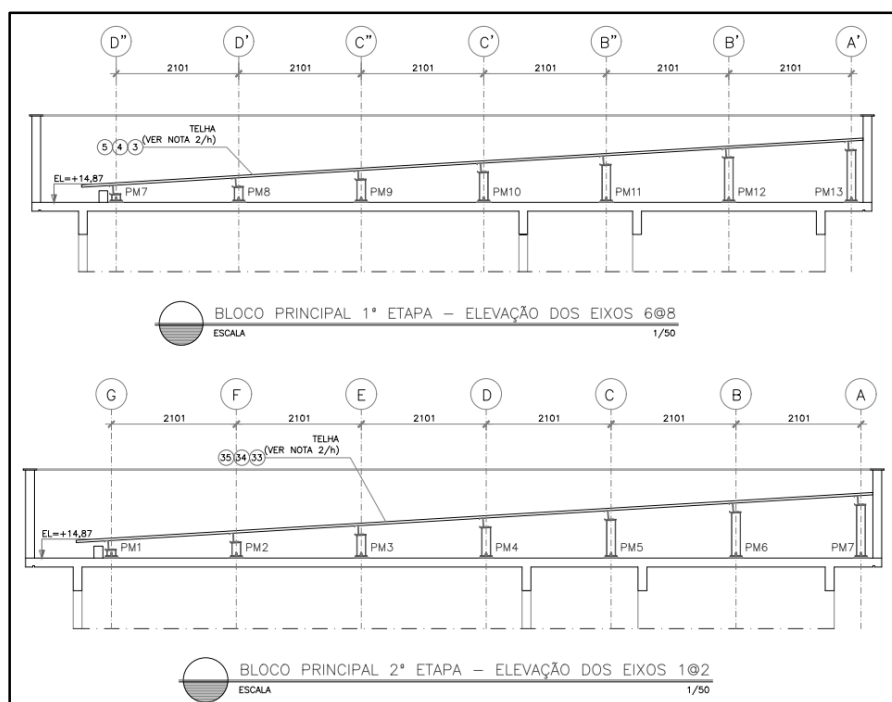 D" D' C" C' B" B' A'
2101 2101 2101 2101 2101 2101
TELHA
5 4 3 (VER NOTA 2/h)
EL=+14,87
PM7 PM8 PM9 PM10 PM11 PM12 PM13
BLOCO PRINCIPAL 1ª ETAPA – ELEVAÇÃO DOS EIXOS 6@8
ESCALA 1/50
G F E D C B A
2101 2101 2101 2101 2101 2101
TELHA
(VER NOTA 2/h)
35 34 33
EL=+14,87
PM1 PM2 PM3 PM4 PM5 PM6 PM7
BLOCO PRINCIPAL 2ª ETAPA – ELEVAÇÃO DOS EIXOS 1@2
ESCALA 1/50